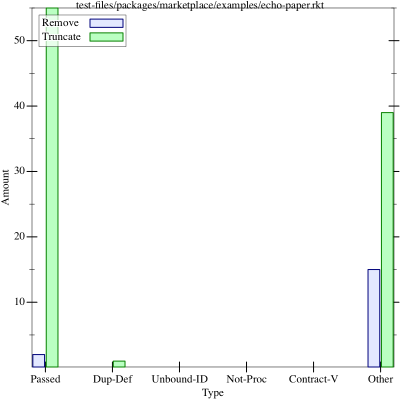 test-files/packages/marketplace/examples/echo-paper.rkt
Remove
Truncate
50
40
30
20
10
Amount
Passed Dup-Def Unbound-ID Not-Proc Contract-V Other
Type